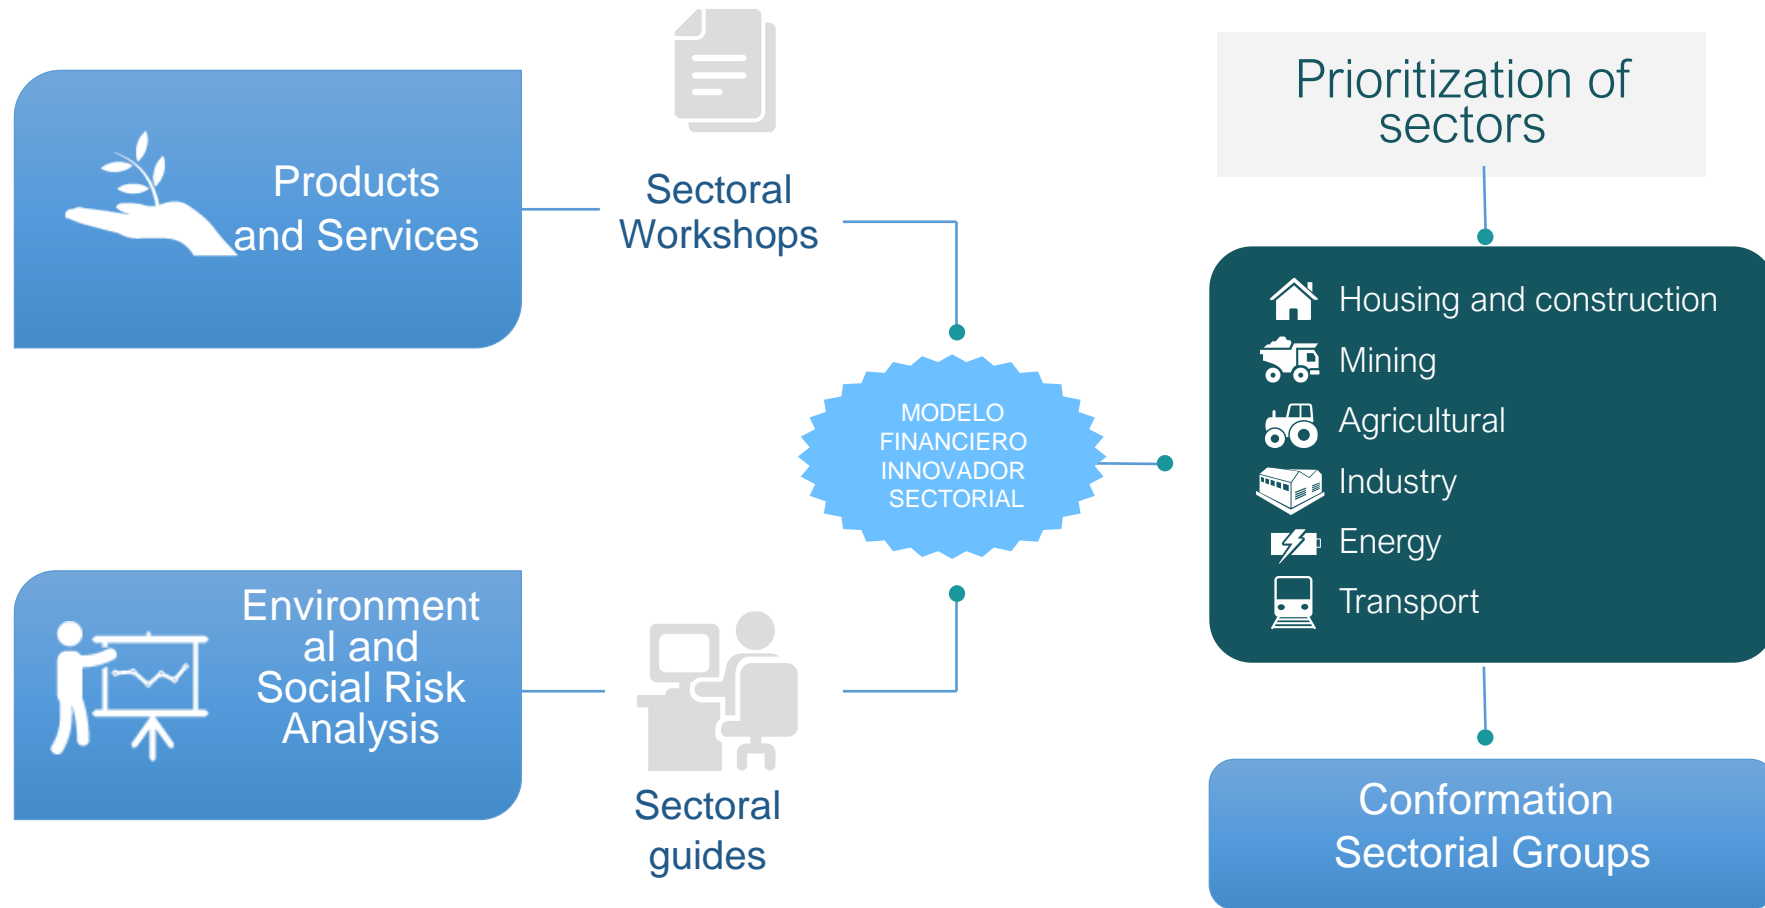 Products
and Services
Sectoral
Workshops
Environment
al and
Social Risk
Analysis
Sectoral
guides
MODELO
FINANCIERO
INNOVADOR
SECTORIAL
Prioritization of
sectors
Housing and construction
Mining
Agricultural
Industry
Energy
Transport
Conformation
Sectorial Groups